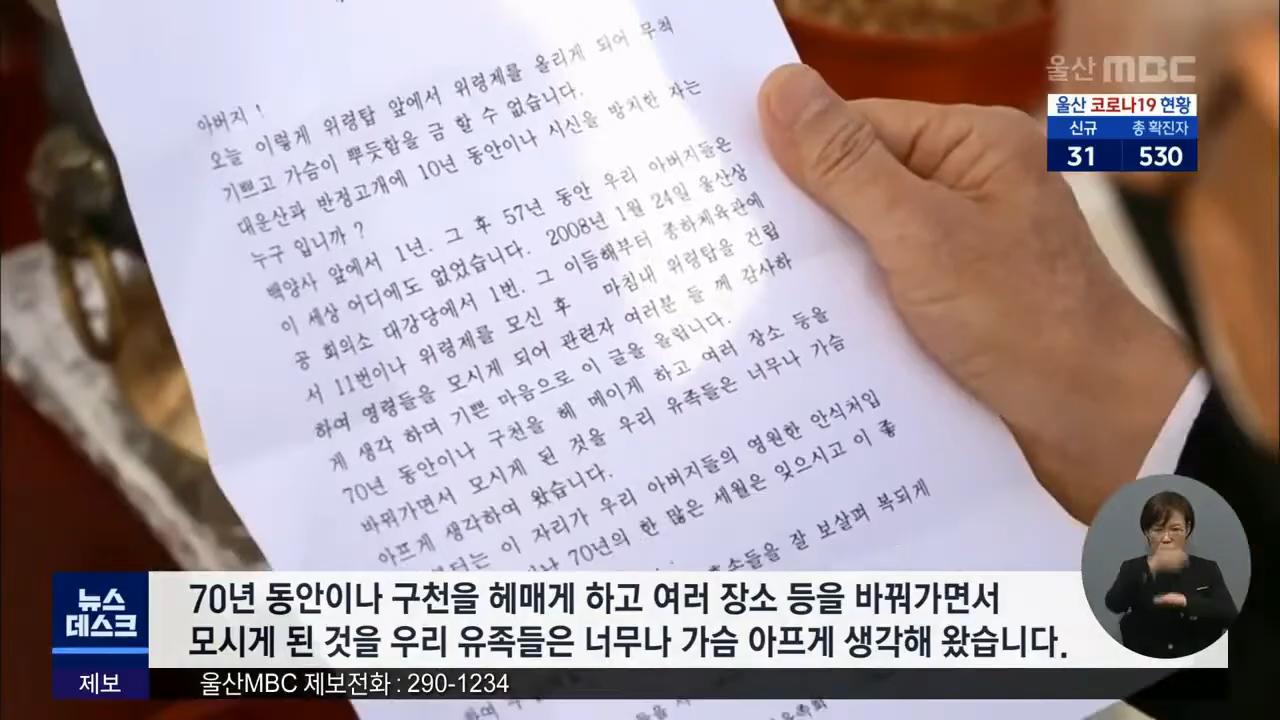 울산 MBC
울산 코로나19 현황
신규 총 확진자
31 530
아버지 !
오늘 이렇게 위령탑 앞에서 위령제를 올리게 되어 무척
기쁘고 가슴이 뿌듯함을 금 할 수 없습니다.
대운산과 반정고개에 10년 동안이나 시신을 방치한 자는
누구 입니까 ?
백양사 앞에서 1년. 그 후 57년 동안 우리 아버지들은
이 세상 어디에도 없었습니다. 2008년 1월 24일 울산상
공 회의소 대강당에서 1번. 그 이듬해부터 종하체육관에
서 11번이나 위령제를 모신 후 마침내 위령탑을 건립
하여 영령들을 모시게 되어 관련자 여러분 들 께 감사하
게 생각 하며 기쁜 마음으로 이 글을 올립니다.
70년 동안이나 구천을 헤 메이게 하고 여러 장소 등을
바꿔가면서 모시게 된 것을 우리 유족들은 너무나 가슴
아프게 생각하여 왔습니다.
이 자리가 우리 아버지들의 영원한 안식처입
70년의 한 많은 세월은 잊으시고 이 좋
잘 보살펴 복되게
뉴스
데스크
70년 동안이나 구천을 헤매게 하고 여러 장소 등을 바꿔가면서
모시게 된 것을 우리 유족들은 너무나 가슴 아프게 생각해 왔습니다.
제보 울산MBC 제보전화 : 290-1234